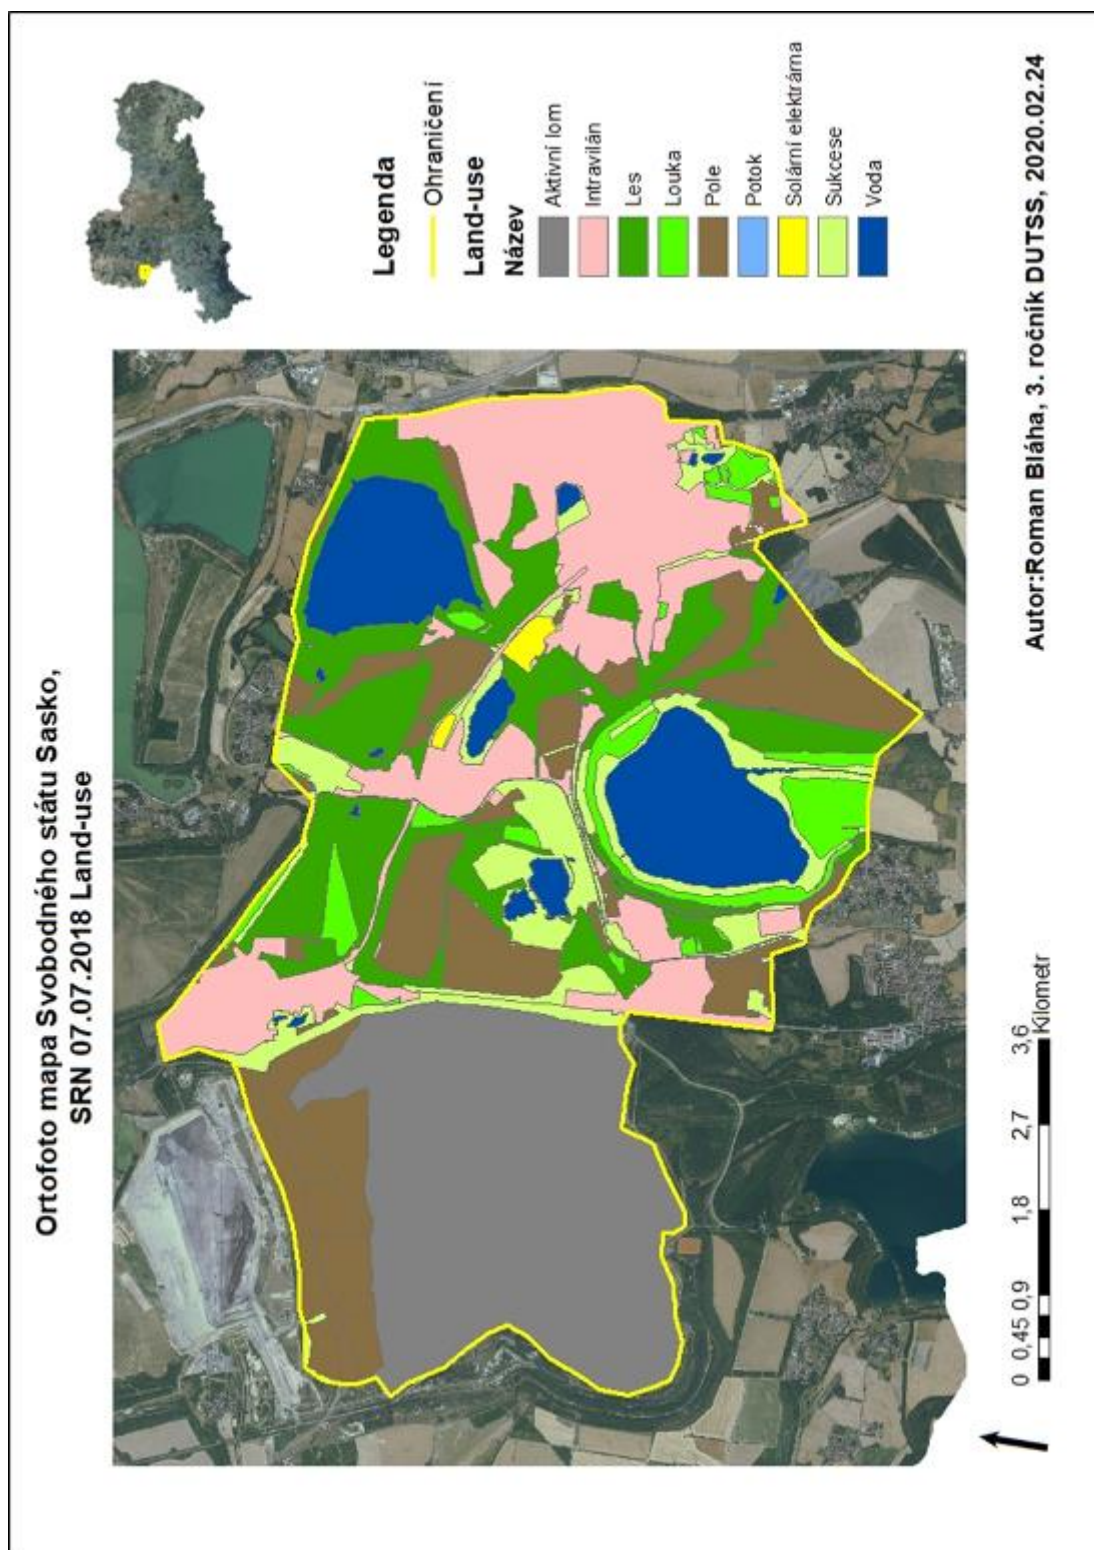 Ortofoto mapa Svobodného státu Sasko,
SRN 07.07.2018 Land-use
Legenda
Ohraničení
Land-use
Název
Aktivní lom
Intravilán
Les
Louka
Pole
Potok
Solární elektrárna
Sukcese
Voda
0 0,45 0,9 1,8 2,7 3,6
Kilometr
Autor:Roman Bláha, 3. ročník DUTSS, 2020.02.24